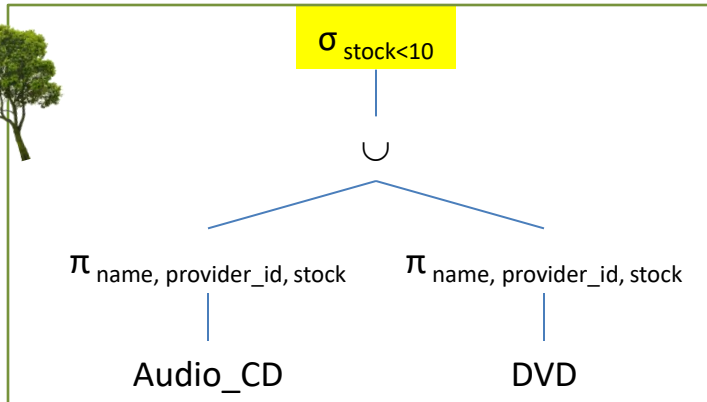 σ stock<10
∪
π name, provider_id, stock π name, provider_id, stock
Audio_CD DVD